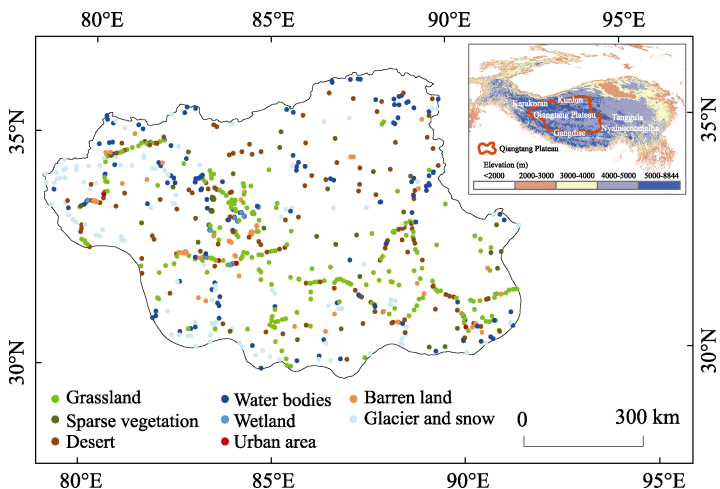 80°E 85°E 90°E 95°E
35°N
30°N
35°N
30°N
Karakoran Kunlun
Qiangtang Plateau
Tanggula
Gangdisc
Nyainqentanglha
Qiangtang Plateau
Elevation (m)
<2000 2000-3000 3000-4000 4000-5000 5000-8844
Grassland
Sparse vegetation
Desert
Water bodies
Wetland
Urban area
Barren land
Glacier and snow
0 300 km
80°E 85°E 90°E 95°E